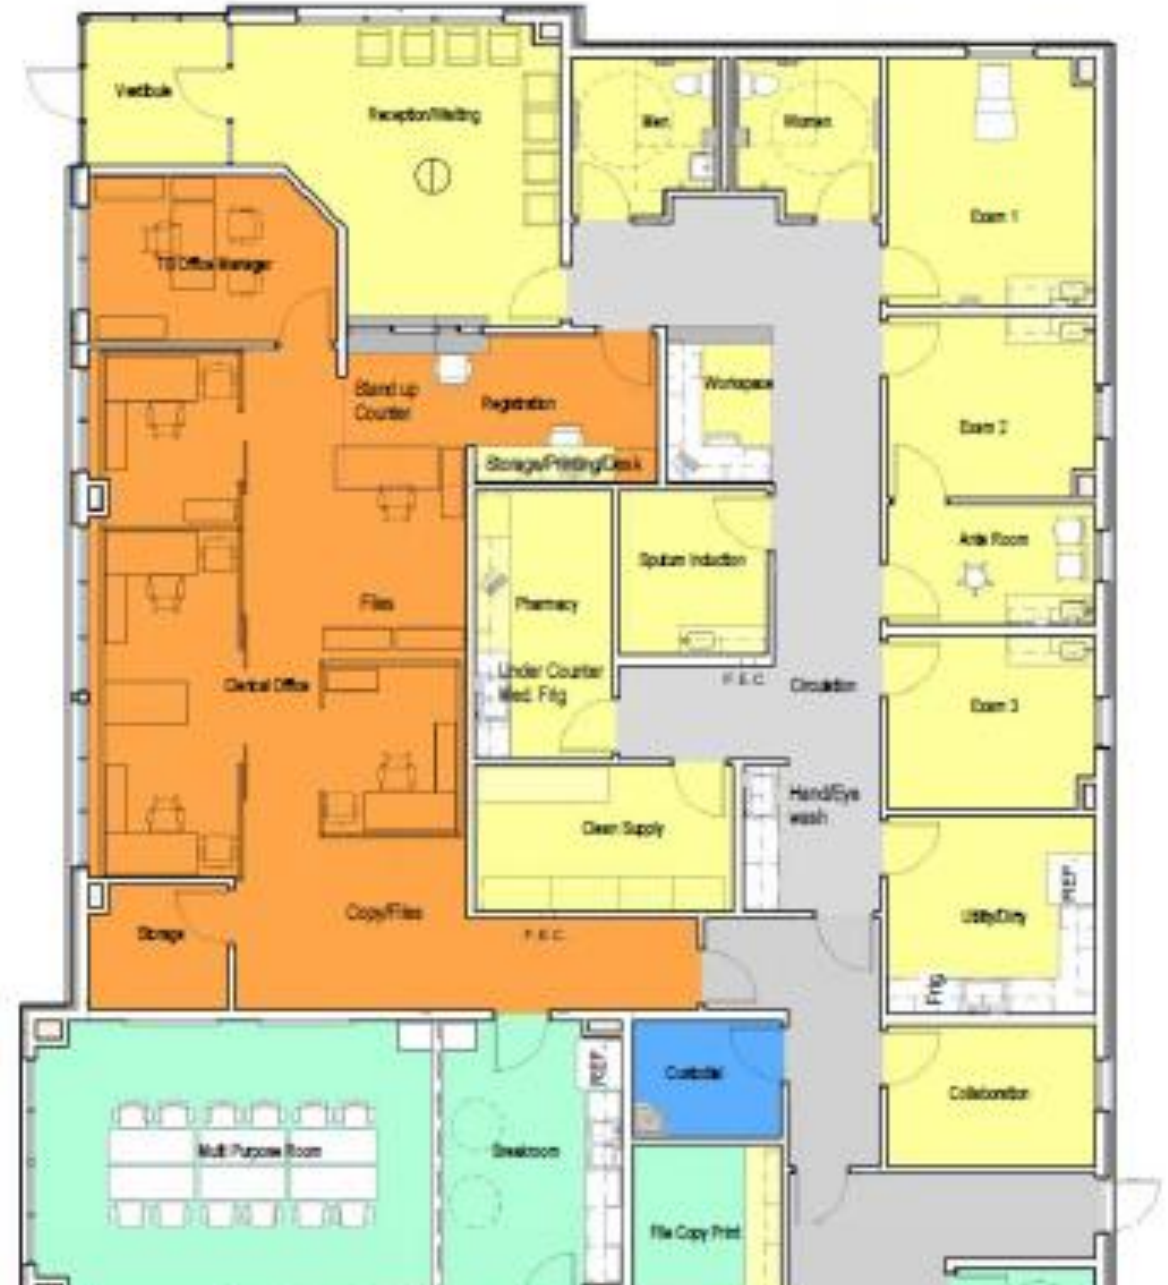 Vestibule
Reception/Waiting
Men
Women
Exam 1
TB Office Manager
Stand up
Counter
Registration
Workspace
Exam 2
Storage/Printing/Desk
Ante Room
Sputum Induction
Files
Pharmacy
Under Counter
Med. Frig
F.E.C.
Circulation
Clerical Office
Exam 3
Hand/Eye
wash
Clean Supply
REF.
Copy/Files
Utility/Dirty
Storage
F.E.C.
Frig
REF.
Custodial
Collaboration
Multi Purpose Room
Breakroom
File Copy Print